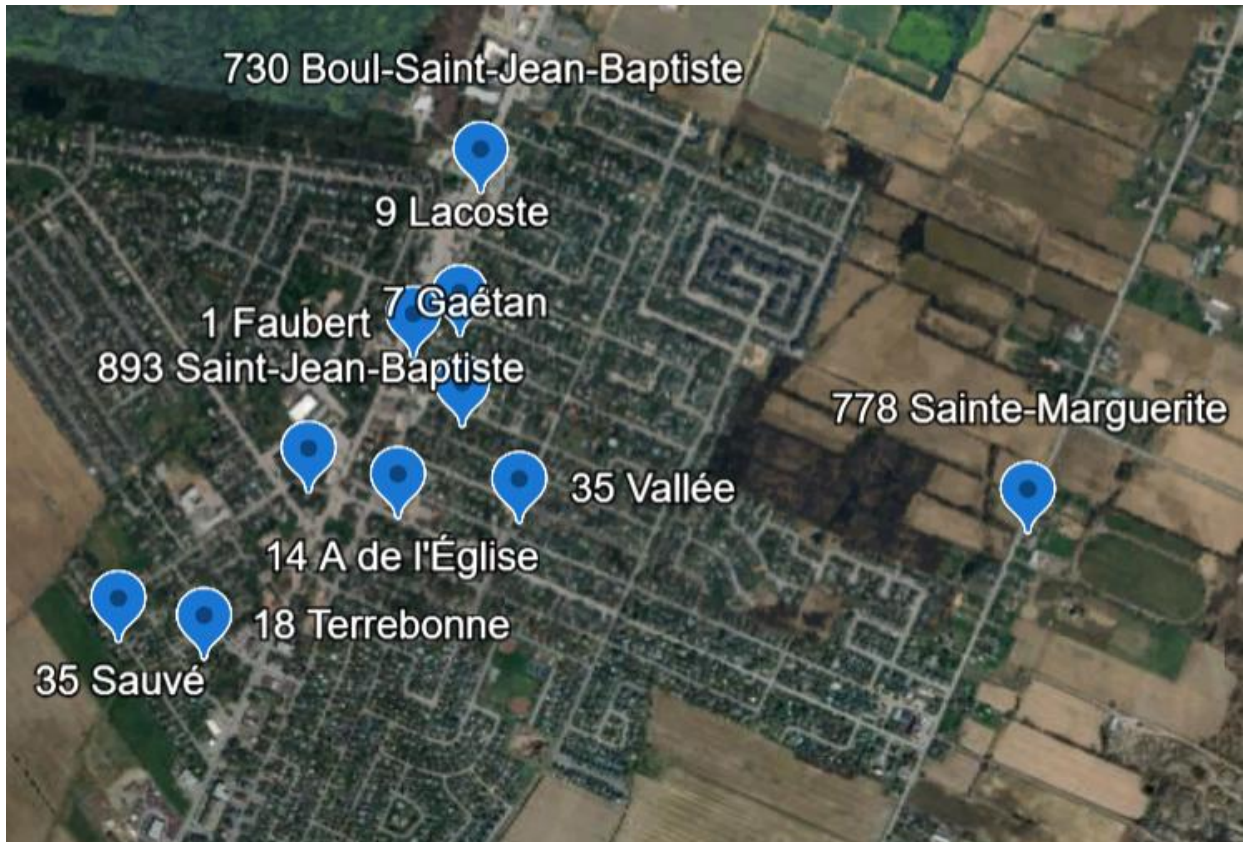 730 Boul-Saint-Jean-Baptiste
9 Lacoste
7 Gaétan
1 Faubert
893 Saint-Jean-Baptiste
778 Sainte-Marguerite
35 Vallée
14 A de l'Église
18 Terrebonne
35 Sauvé